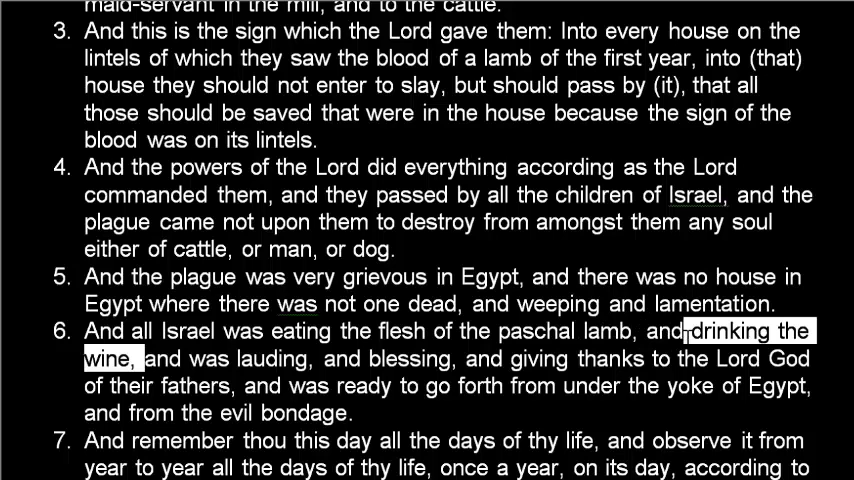 maid-servant in the mill, and to the cattle.
3. And this is the sign which the Lord gave them: Into every house on the
lintels of which they saw the blood of a lamb of the first year, into (that)
house they should not enter to slay, but should pass by (it), that all
those should be saved that were in the house because the sign of the
blood was on its lintels.
4. And the powers of the Lord did everything according as the Lord
commanded them, and they passed by all the children of Israel, and the
plague came not upon them to destroy from amongst them any soul
either of cattle, or man, or dog.
5. And the plague was very grievous in Egypt, and there was no house in
Egypt where there was not one dead, and weeping and lamentation.
6. And all Israel was eating the flesh of the paschal lamb, and drinking the
wine, and was lauding, and blessing, and giving thanks to the Lord God
of their fathers, and was ready to go forth from under the yoke of Egypt,
and from the evil bondage.
7. And remember thou this day all the days of thy life, and observe it from
year to year all the days of thy life, once a year, on its day, according to